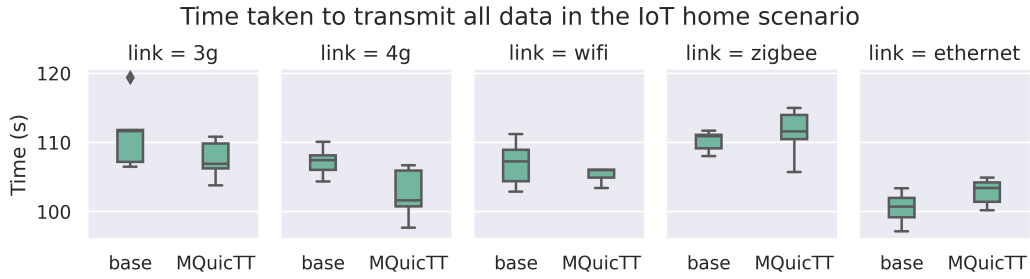 Time taken to transmit all data in the IoT home scenario
link = 3g
link = 4g
link = wifi
link = zigbee
link = ethernet
Time (s)
120
110
100
base MQuicTT
base MQuicTT
base MQuicTT
base MQuicTT
base MQuicTT